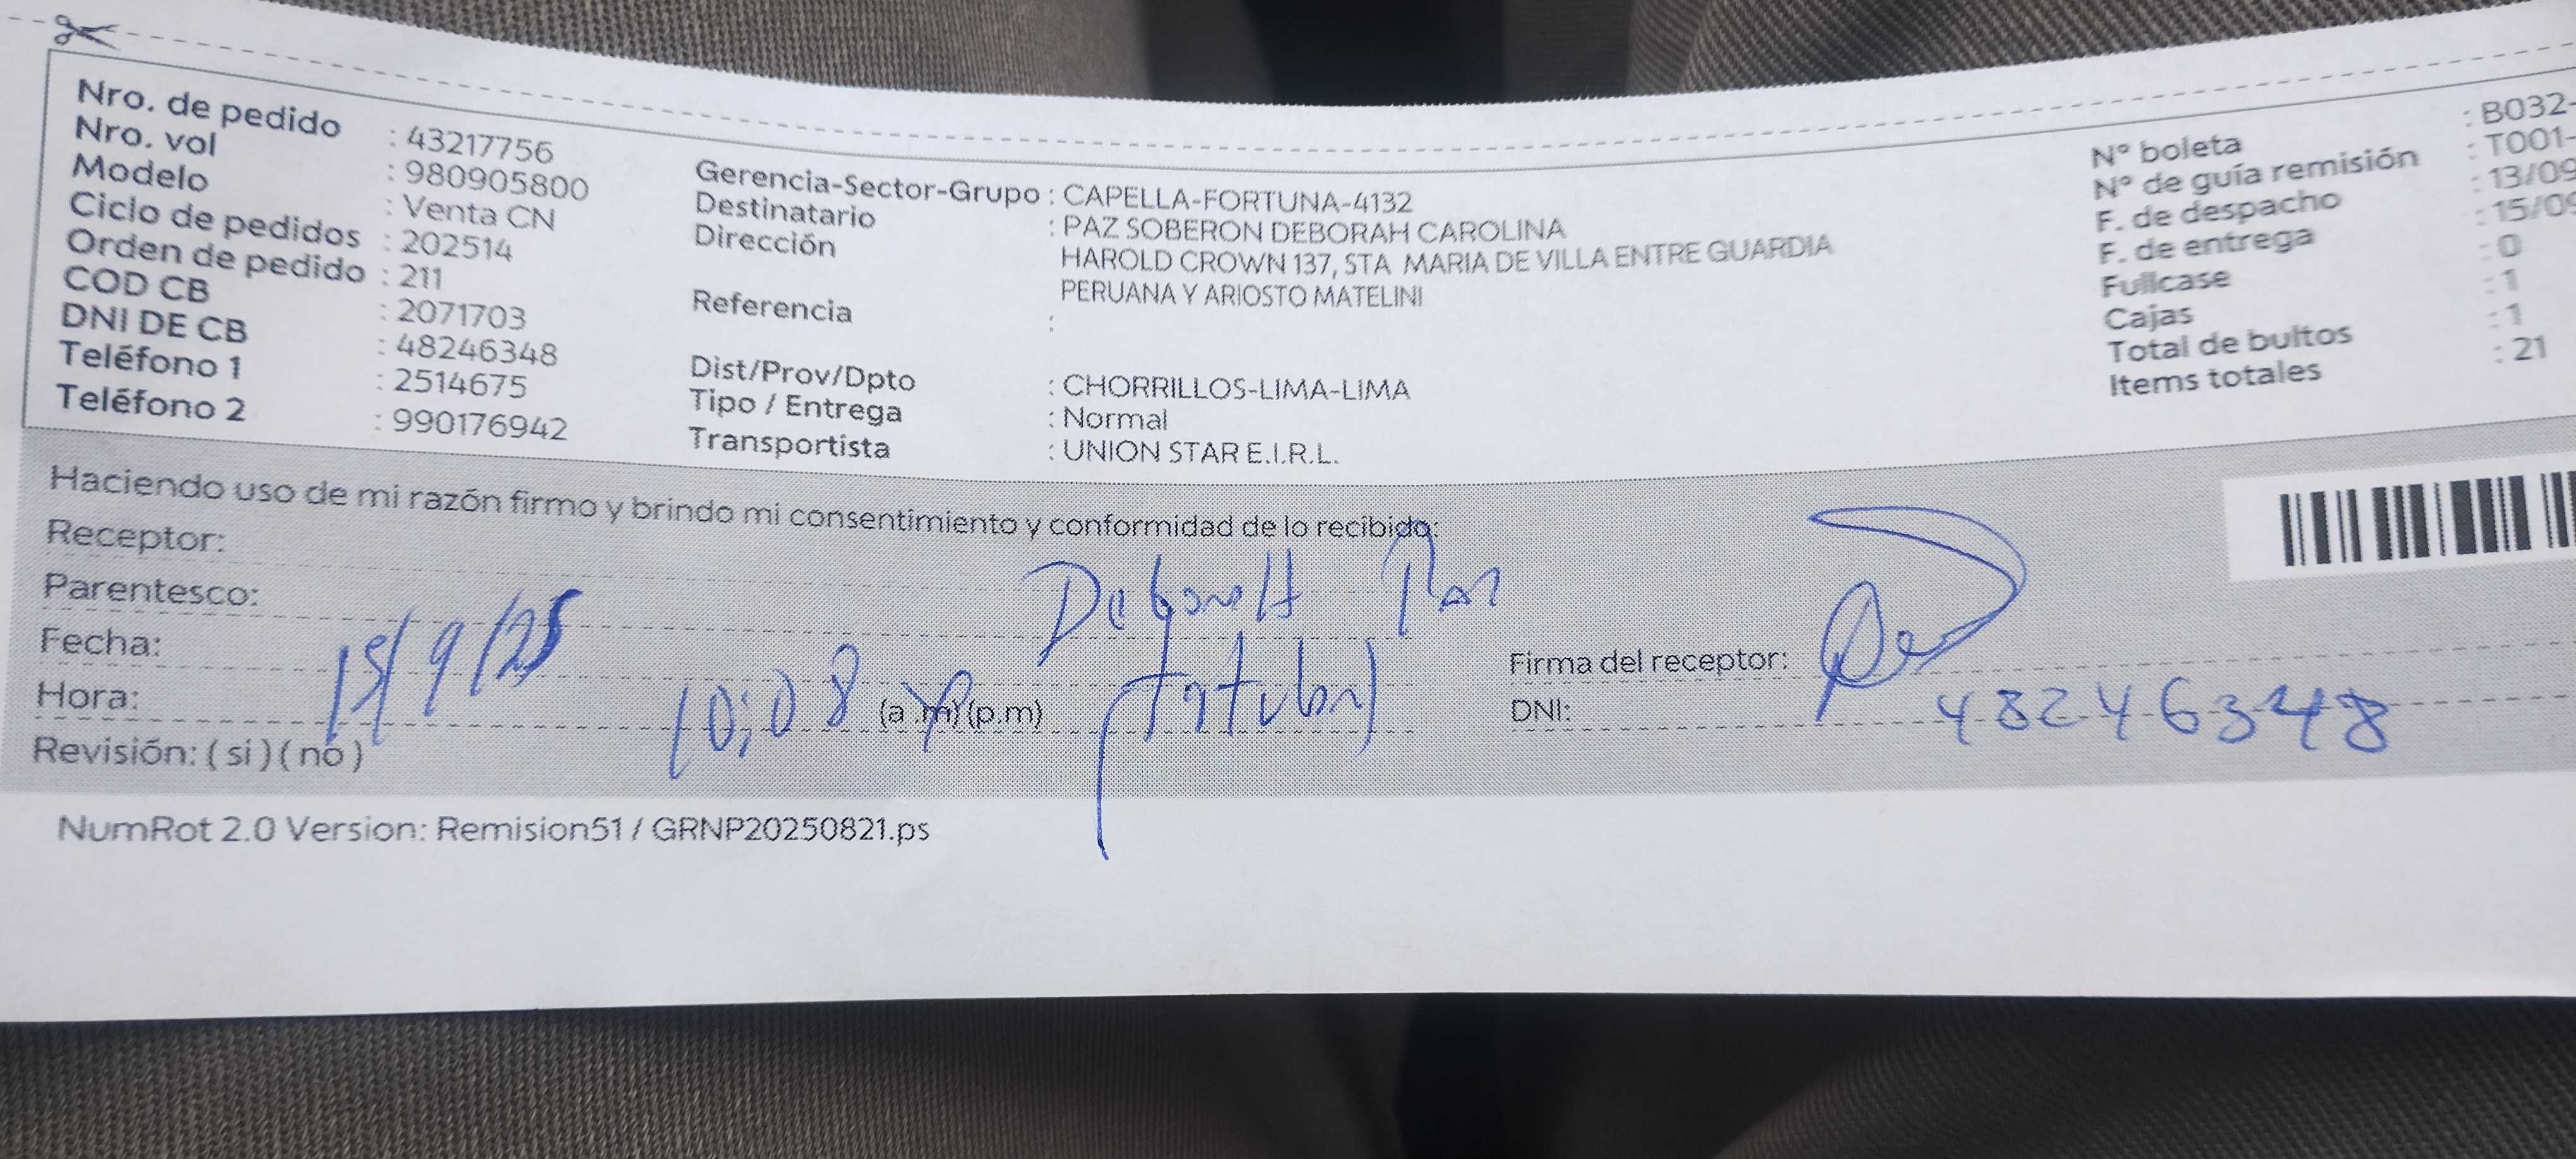 Nro. de pedido : 43217756
Nro. vol : 980905800
Modelo : Venta CN
Ciclo de pedidos : 202514
Orden de pedido : 211
COD CB : 2071703
DNI DE CB : 48246348
Teléfono 1 : 2514675
Teléfono 2 : 990176942
Gerencia-Sector-Grupo : CAPELLA-FORTUNA-4132
Destinatario : PAZ SOBERON DEBORAH CAROLINA
Dirección HAROLD CROWN 137, STA MARIA DE VILLA ENTRE GUARDIA
PERUANA Y ARIOSTO MATELINI
Referencia :
Dist/Prov/Dpto : CHORRILLOS-LIMA-LIMA
Tipo / Entrega : Normal
Transportista : UNION STAR E.I.R.L.
N° boleta : B032-
N° de guía remisión : T001-
F. de despacho : 13/09
F. de entrega : 15/09
Fullcase : 0
Cajas : 1
Total de bultos : 1
Items totales : 21
Haciendo uso de mi razón firmo y brindo mi consentimiento y conformidad de lo recibido:
Receptor: Deborah Paz
Parentesco: (Titular)
Fecha: 15/9/25
Hora: 10:08 (a .m) (p.m)
Revisión: ( si ) ( no )
Firma del receptor:
DNI: 48246348
NumRot 2.0 Version: Remision51 / GRNP20250821.ps